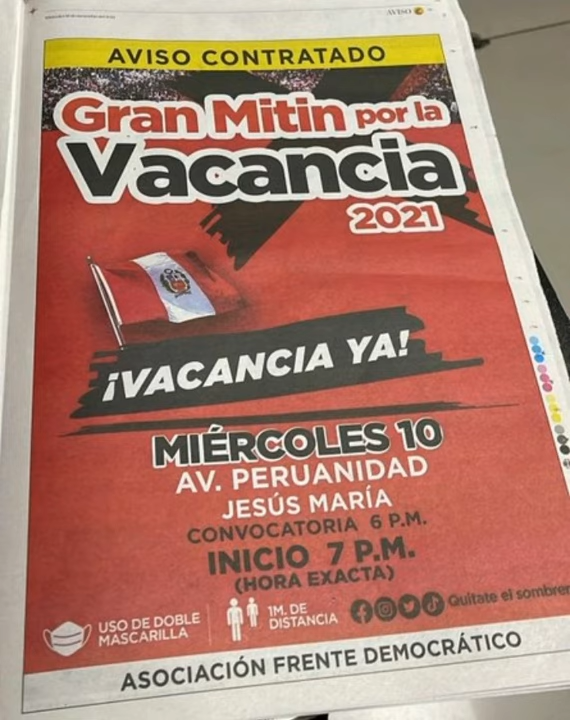 AVISO
AVISO CONTRATADO
Gran Mitin por la
Vacancia
2021
¡VACANCIA YA!
MIÉRCOLES 10
AV. PERUANIDAD
JESÚS MARÍA
CONVOCATORIA 6 P.M.
INICIO 7 P.M.
(HORA EXACTA)
USO DE DOBLE
MASCARILLA
1M. DE
DISTANCIA
Quítate el sombrer
ASOCIACIÓN FRENTE DEMOCRÁTICO